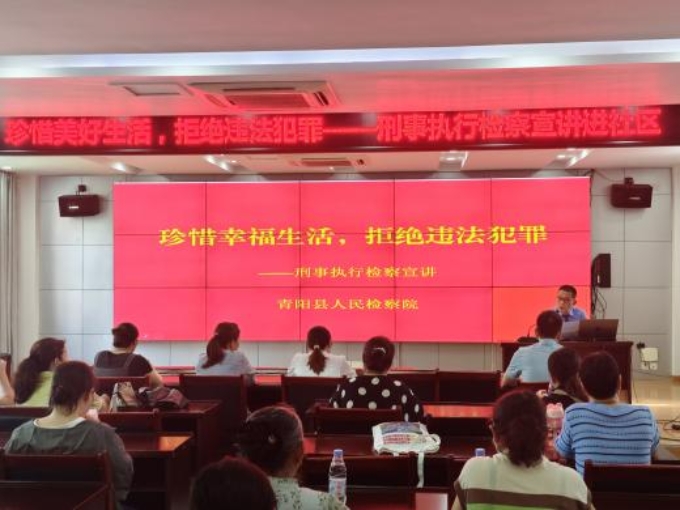 珍惜美好生活，拒绝违法犯罪——刑事执行检察宣讲进社区
珍惜幸福生活，拒绝违法犯罪
——刑事执行检察宣讲
青阳县人民检察院